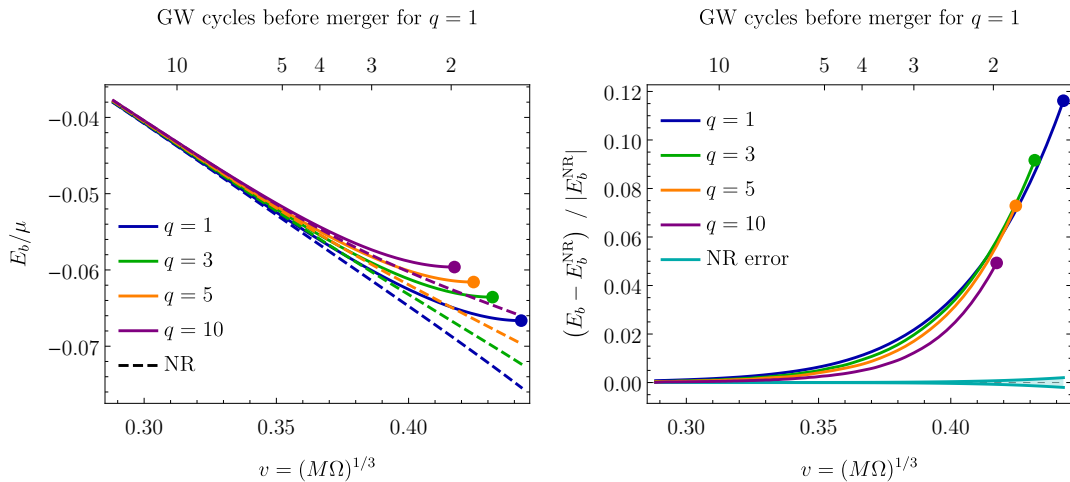 GW cycles before merger for q = 1
10 5 4 3 2
−0.04
−0.05
−0.06
−0.07
E_b/μ
q = 1
q = 3
q = 5
q = 10
NR
0.30 0.35 0.40
v = (MΩ)^{1/3}
GW cycles before merger for q = 1
10 5 4 3 2
0.12
0.10
0.08
0.06
0.04
0.02
0.00
(E_b − E_b^{NR}) / |E_b^{NR}|
q = 1
q = 3
q = 5
q = 10
NR error
0.30 0.35 0.40
v = (MΩ)^{1/3}